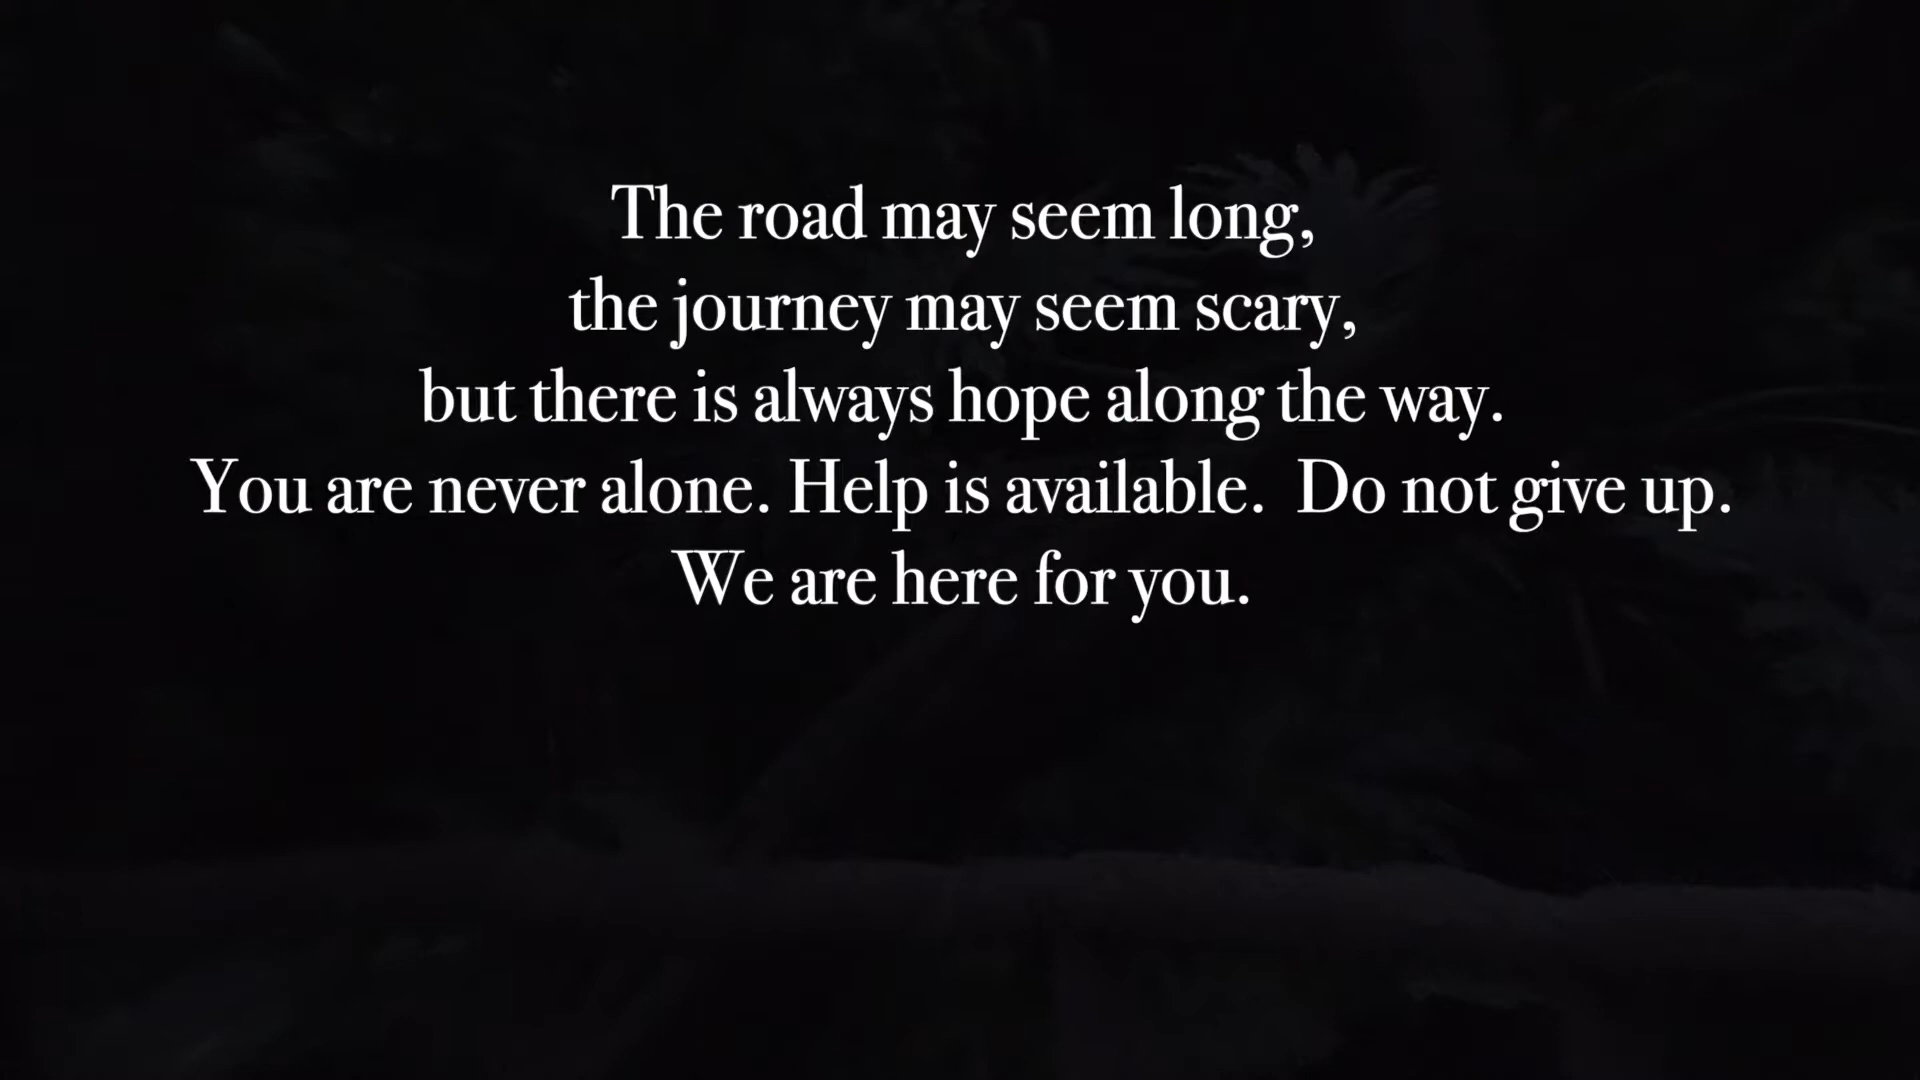 The road may seem long,
the journey may seem scary,
but there is always hope along the way.
You are never alone. Help is available.  Do not give up.
We are here for you.